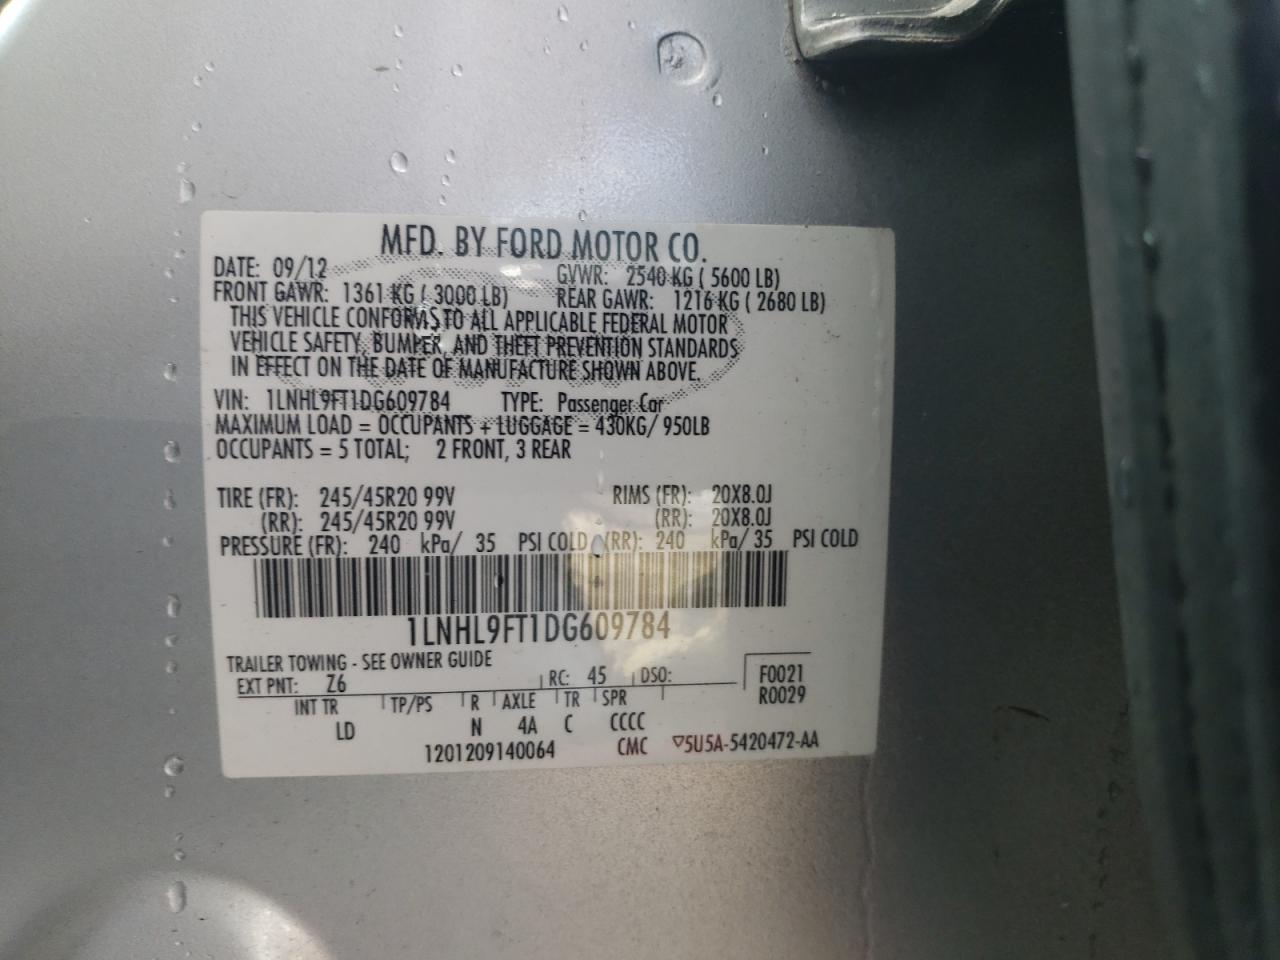 MFD. BY FORD MOTOR CO.
DATE: 09/12 GVWR: 2540 KG ( 5600 LB)
FRONT GAWR: 1361 KG ( 3000 LB) REAR GAWR: 1216 KG ( 2680 LB)
THIS VEHICLE CONFORMS TO ALL APPLICABLE FEDERAL MOTOR
VEHICLE SAFETY, BUMPER, AND THEFT PREVENTION STANDARDS
IN EFFECT ON THE DATE OF MANUFACTURE SHOWN ABOVE.
VIN: 1LNHL9FT1DG609784 TYPE: Passenger Car
MAXIMUM LOAD = OCCUPANTS + LUGGAGE = 430KG/ 950LB
OCCUPANTS = 5 TOTAL; 2 FRONT, 3 REAR
TIRE (FR): 245/45R20 99V RIMS (FR): 20X8.0J
(RR): 245/45R20 99V (RR): 20X8.0J
PRESSURE (FR): 240 kPa/ 35 PSI COLD (RR): 240 kPa/ 35 PSI COLD
1LNHL9FT1DG609784
TRAILER TOWING - SEE OWNER GUIDE
EXT PNT: Z6 RC: 45 DSO: F0021
INT TR TP/PS R AXLE TR SPR R0029
LD N 4A C CCCC
1201209140064 CMC ▽5U5A-5420472-AA